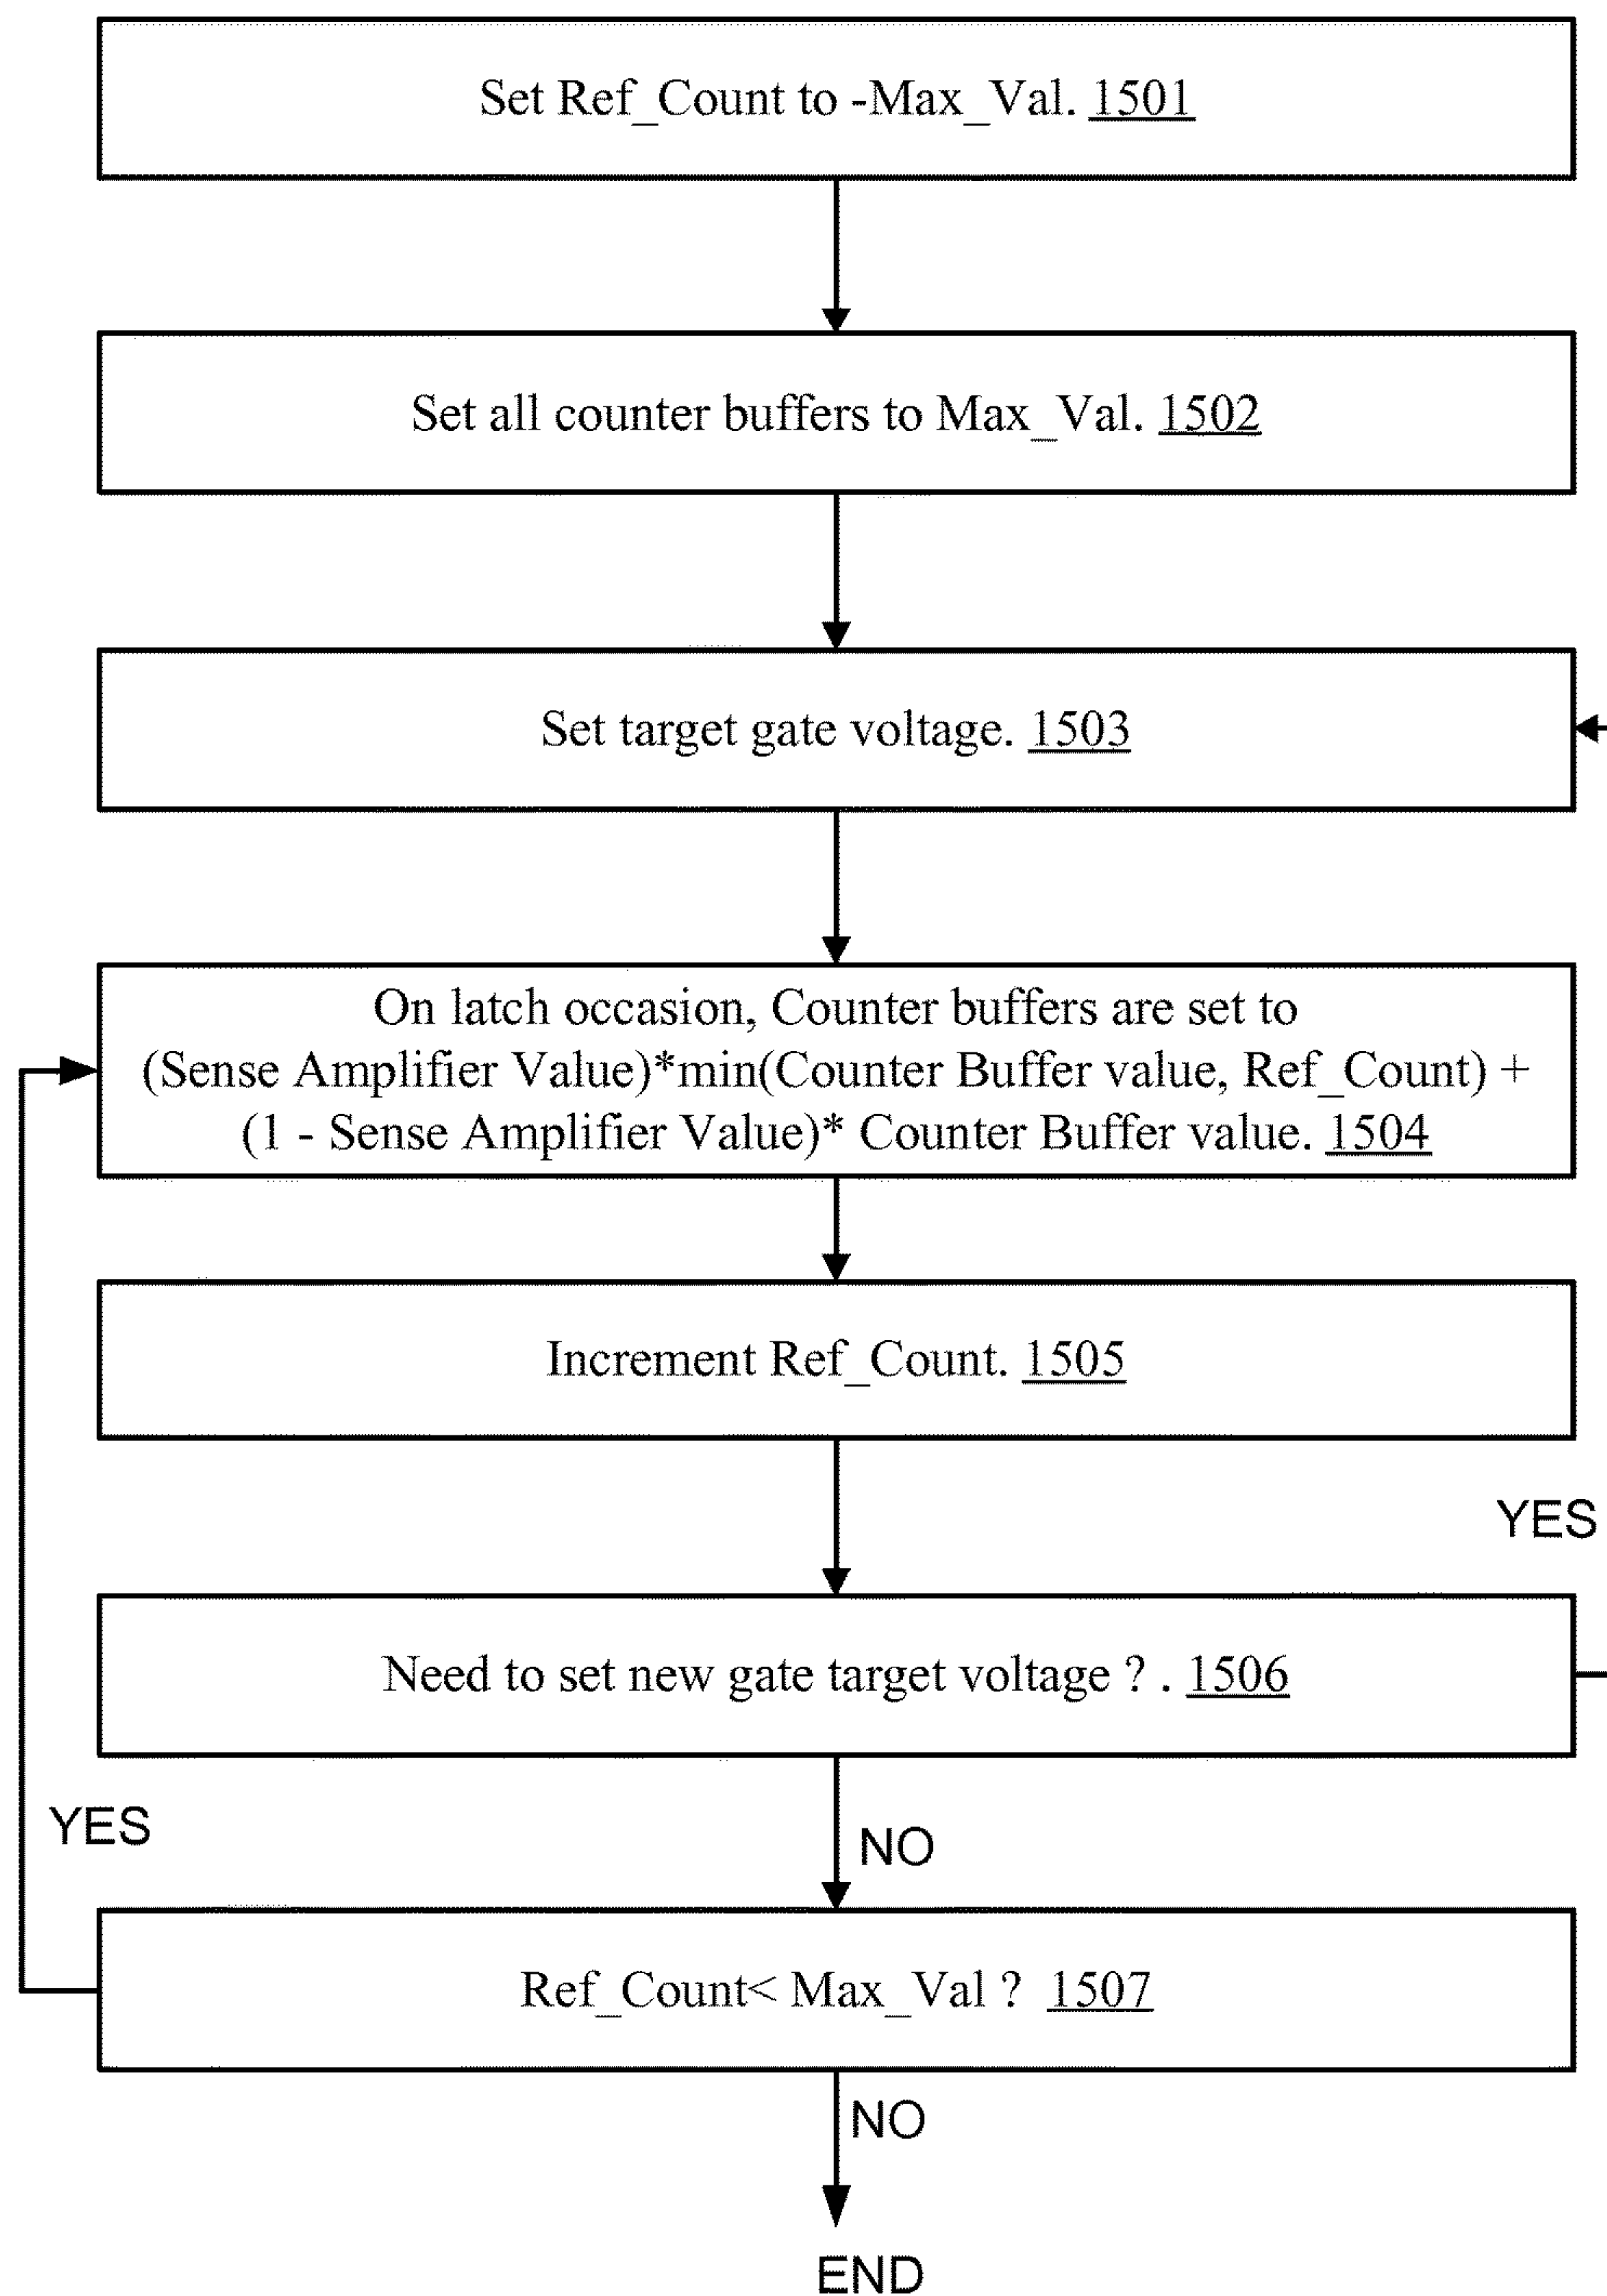 Set Ref_Count to -Max_Val. 1501
Set all counter buffers to Max_Val. 1502
Set target gate voltage. 1503
On latch occasion, Counter buffers are set to
(Sense Amplifier Value)*min(Counter Buffer value, Ref_Count) +
(1 - Sense Amplifier Value)* Counter Buffer value. 1504
Increment Ref_Count. 1505
YES
Need to set new gate target voltage ? . 1506
YES
NO
Ref_Count< Max_Val ? 1507
NO
END